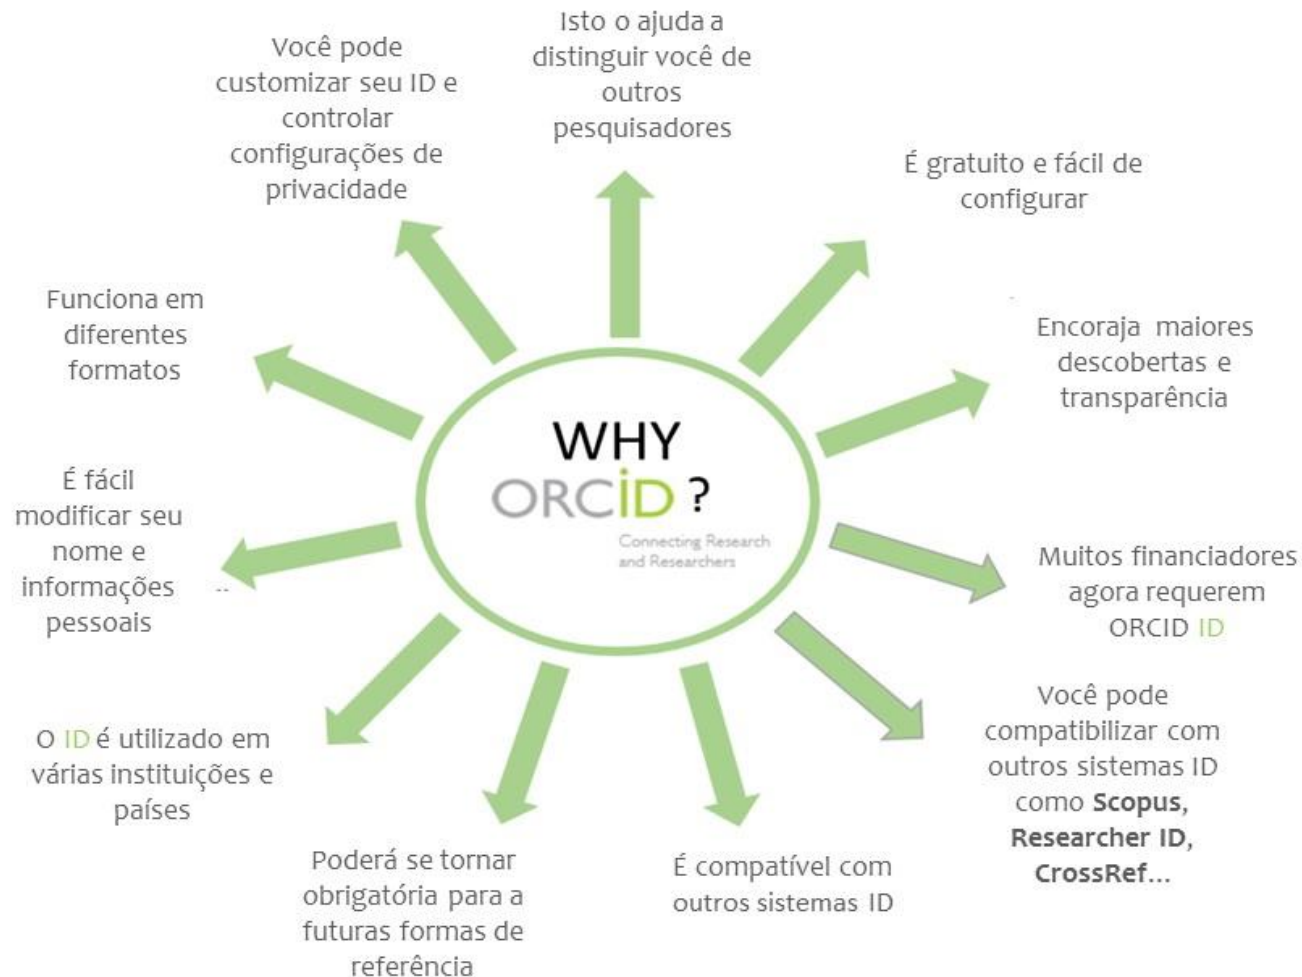 WHY
ORCiD ?
Connecting Research
and Researchers
Isto o ajuda a
distinguir você de
outros
pesquisadores
É gratuito e fácil de
configurar
Encoraja maiores
descobertas e
transparência
Muitos financiadores
agora requerem
ORCID ID
Você pode
compatibilizar com
outros sistemas ID
como Scopus,
Researcher ID,
CrossRef...
É compatível com
outros sistemas ID
Poderá se tornar
obrigatória para a
futuras formas de
referência
O ID é utilizado em
várias instituições e
países
É fácil
modificar seu
nome e
informações
pessoais
Funciona em
diferentes
formatos
Você pode
customizar seu ID e
controlar
configurações de
privacidade